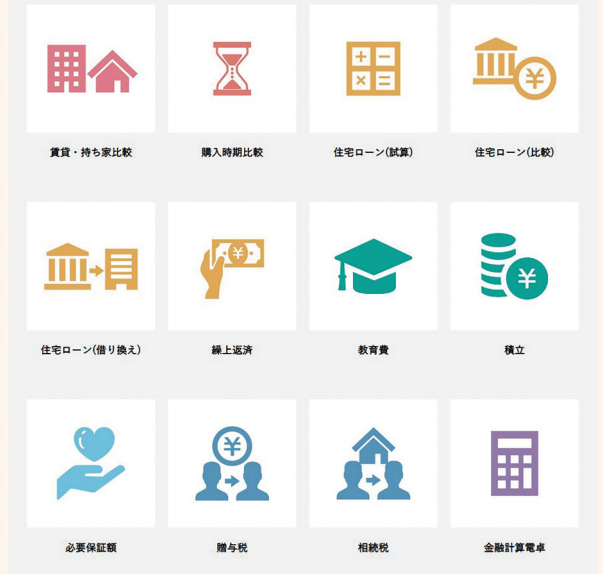 賃貸・持ち家比較
購入時期比較
住宅ローン(試算)
住宅ローン(比較)
住宅ローン(借り換え)
繰上返済
教育費
積立
必要保証額
贈与税
相続税
金融計算電卓